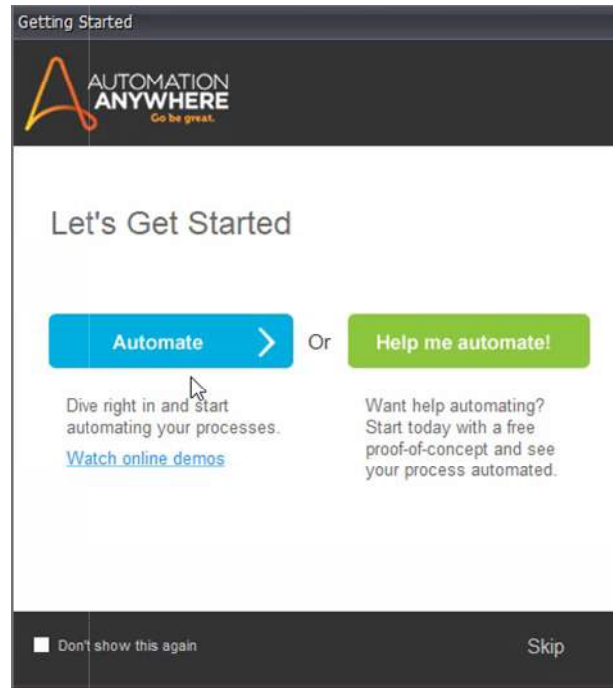 Getting Started
AUTOMATION
ANYWHERE
Go be great.
Let's Get Started
Automate
Or
Help me automate!
Dive right in and start
automating your processes.
Watch online demos
Want help automating?
Start today with a free
proof-of-concept and see
your process automated.
Don't show this again
Skip